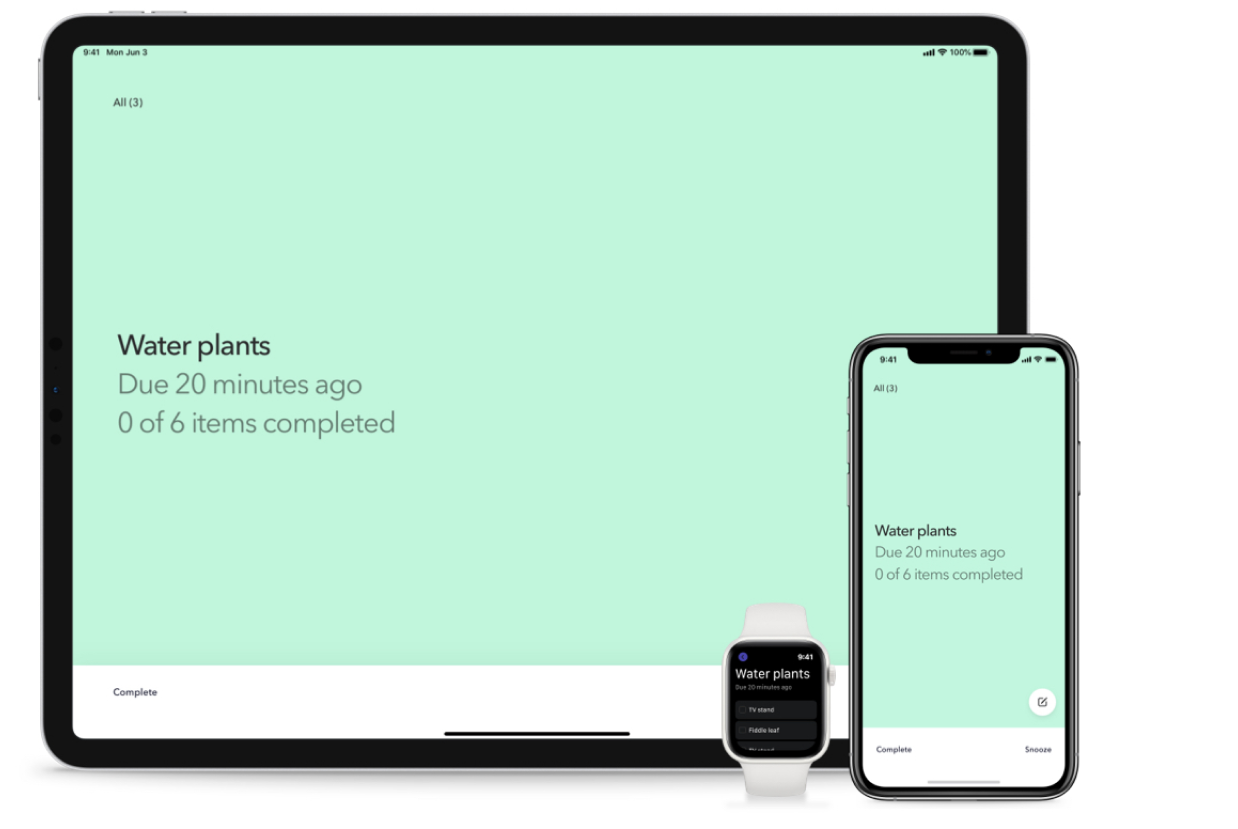 9:41 Mon Jun 3
100%
All (3)
Water plants
Due 20 minutes ago
0 of 6 items completed
Complete
9:41
Water plants
Due 20 minutes ago
TV stand
Fiddle leaf
9:41
All (3)
Water plants
Due 20 minutes ago
0 of 6 items completed
Complete
Snooze